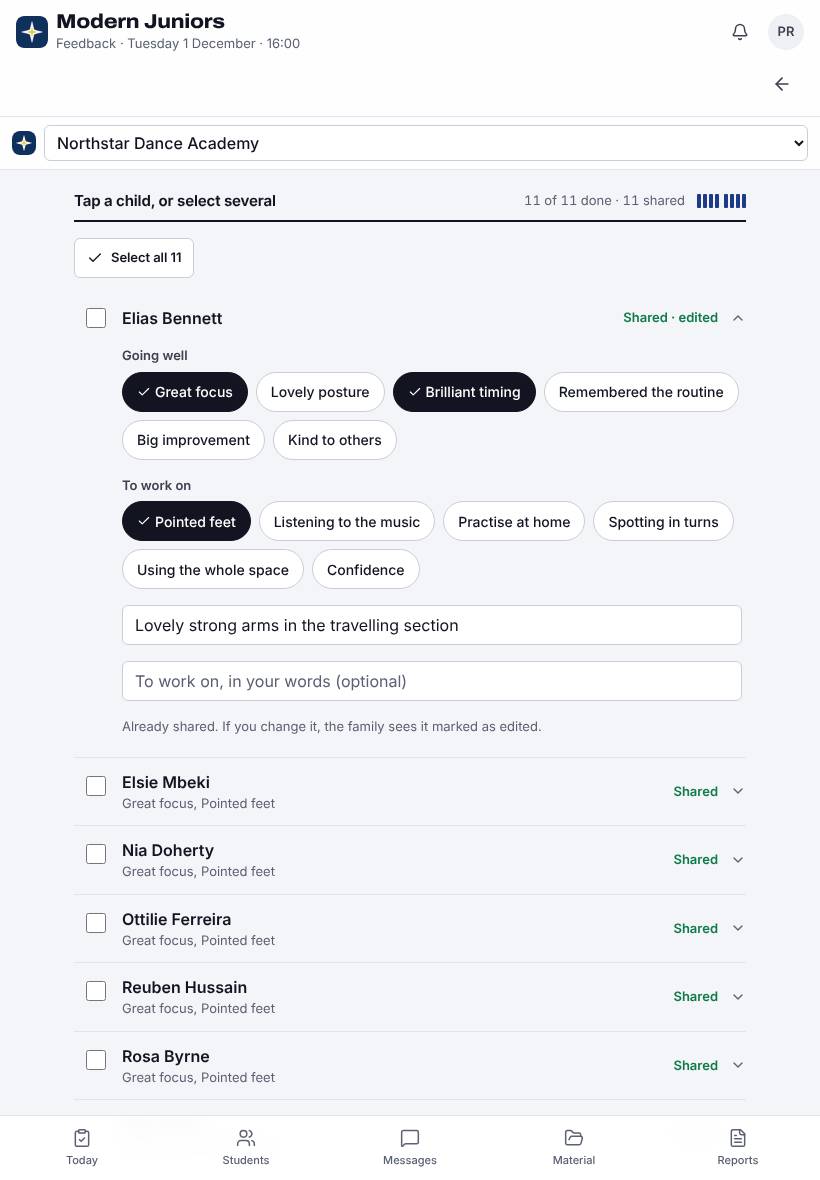 Modern Juniors
Feedback · Tuesday 1 December · 16:00
PR
Northstar Dance Academy
Tap a child, or select several
11 of 11 done · 11 shared
Select all 11
Elias Bennett
Shared · edited
Going well
Great focus
Lovely posture
Brilliant timing
Remembered the routine
Big improvement
Kind to others
To work on
Pointed feet
Listening to the music
Practise at home
Spotting in turns
Using the whole space
Confidence
Lovely strong arms in the travelling section
To work on, in your words (optional)
Already shared. If you change it, the family sees it marked as edited.
Elsie Mbeki
Great focus, Pointed feet
Shared
Nia Doherty
Great focus, Pointed feet
Shared
Ottilie Ferreira
Great focus, Pointed feet
Shared
Reuben Hussain
Great focus, Pointed feet
Shared
Rosa Byrne
Great focus, Pointed feet
Shared
Today
Students
Messages
Material
Reports